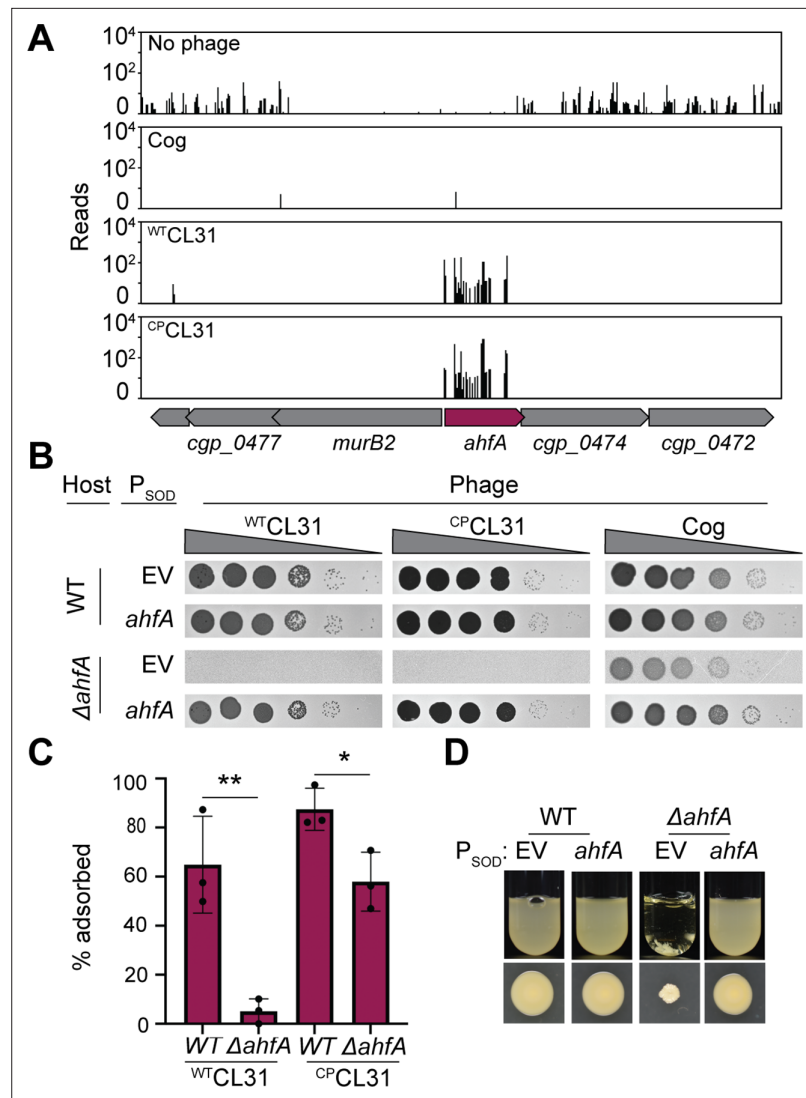 A
No phage
10⁴
10²
0
Cog
10⁴
10²
0
Reads
ᵂᵀCL31
10⁴
10²
0
ᶜᴾCL31
10⁴
10²
0
cgp_0477 murB2 ahfA cgp_0474 cgp_0472
B
Host P_SOD Phage
ᵂᵀCL31 ᶜᴾCL31 Cog
WT
EV
ahfA
ΔahfA
EV
ahfA
C
% adsorbed
100
80
60
40
20
0
** *
WT ΔahfA WT ΔahfA
ᵂᵀCL31 ᶜᴾCL31
D
WT ΔahfA
P_SOD: EV ahfA EV ahfA